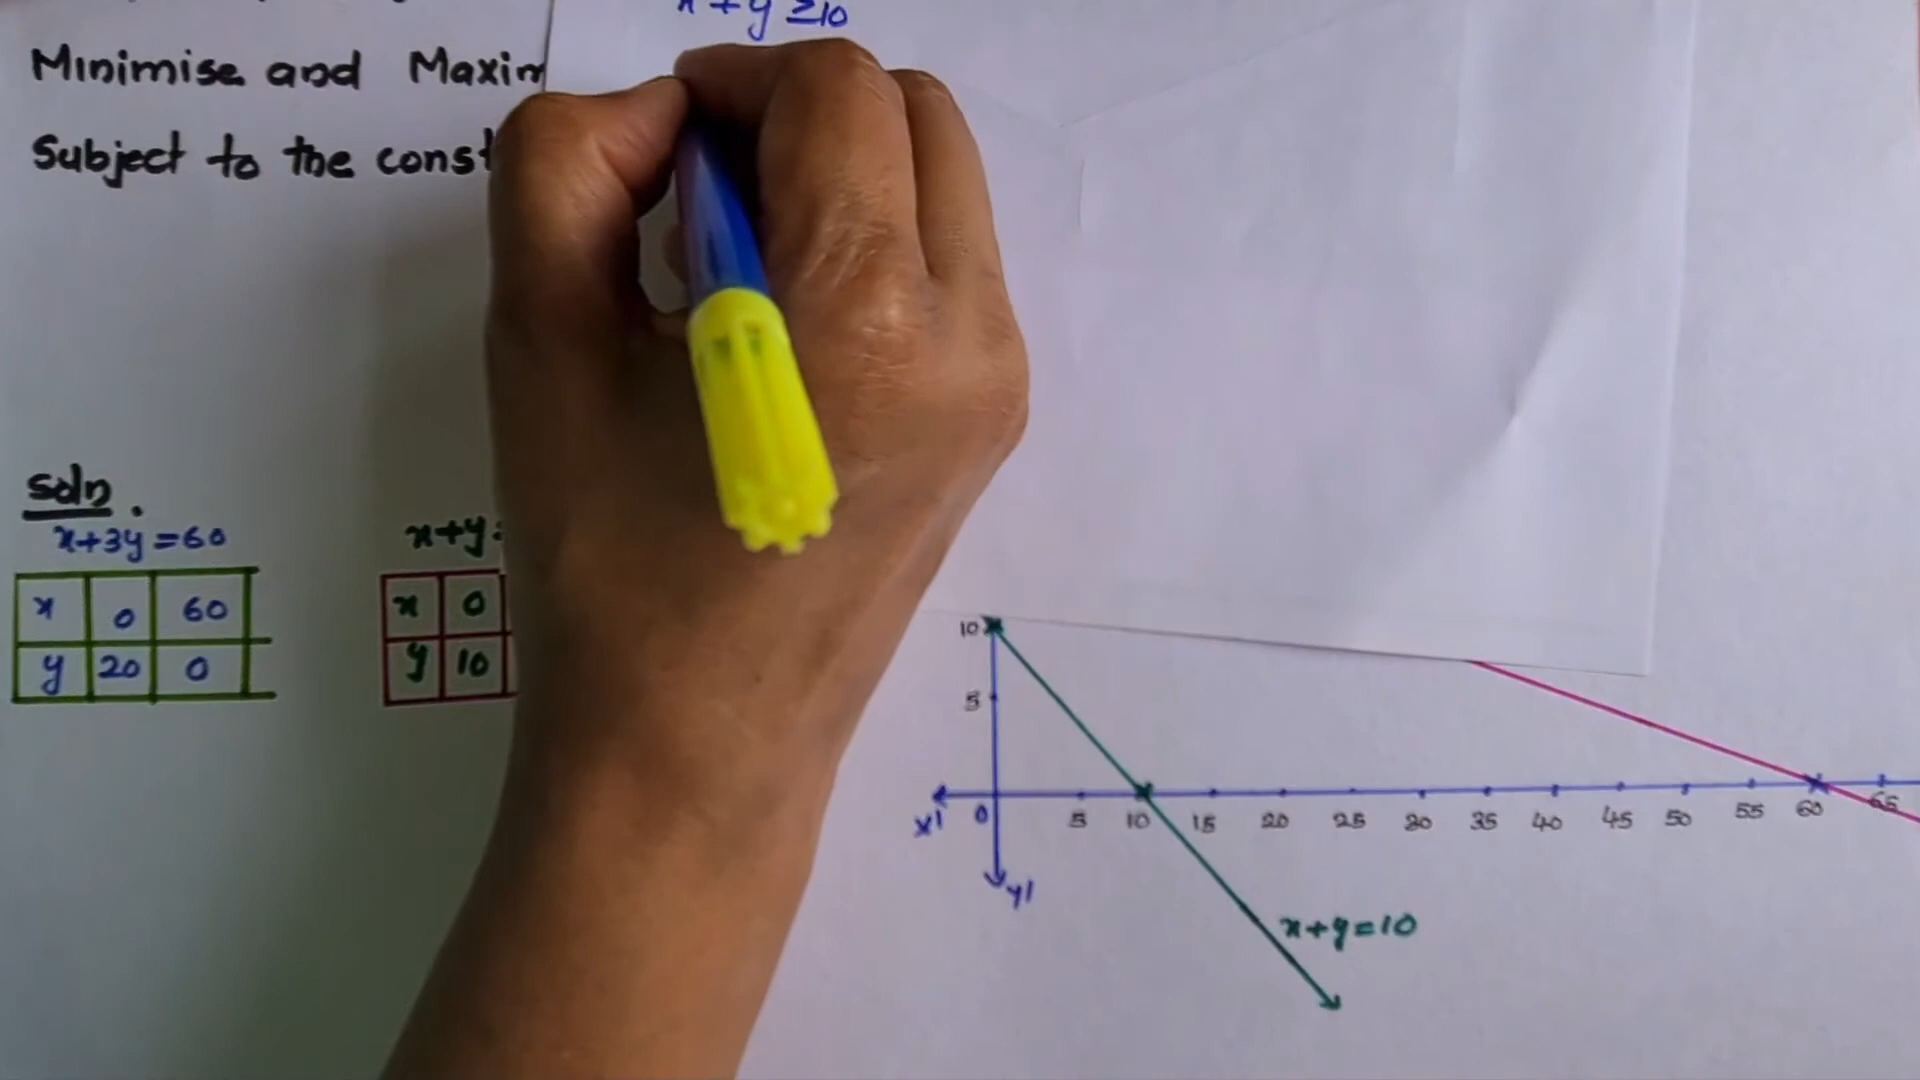 x + y ≥ 10
Minimise and Maxim
Subject to the const
Soln.
x+3y=60
x 0 60
y 20 0
x+y=
x 0
y 10
10
5
x' 0 5 10 15 20 25 30 35 40 45 50 55 60 65
y'
x+y=10